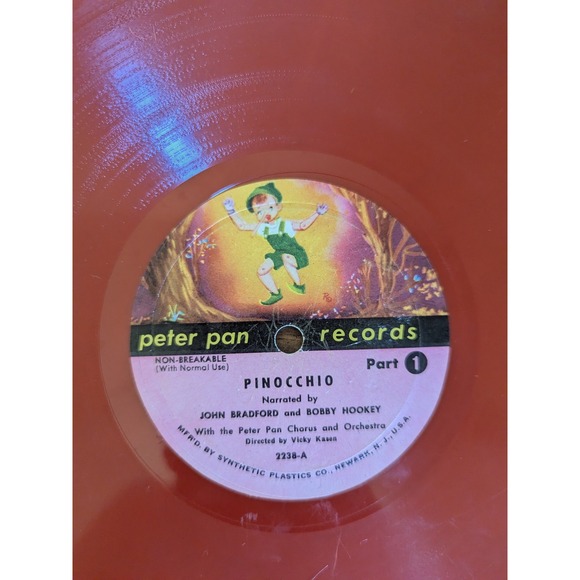 peter pan records
NON-BREAKABLE
(With Normal Use)
Part 1
PINOCCHIO
Narrated by
JOHN BRADFORD and BOBBY HOOKEY
With the Peter Pan Chorus and Orchestra
Directed by Vicky Kasen
2238-A
MFR'D. BY SYNTHETIC PLASTICS CO., NEWARK, N. J., U.S.A.